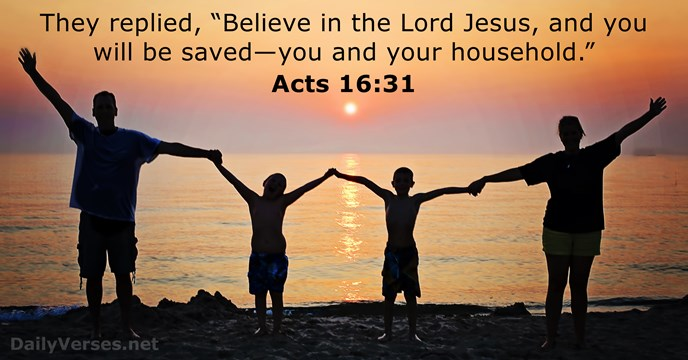 They replied, “Believe in the Lord Jesus, and you
will be saved—you and your household.”
Acts 16:31
DailyVerses.net